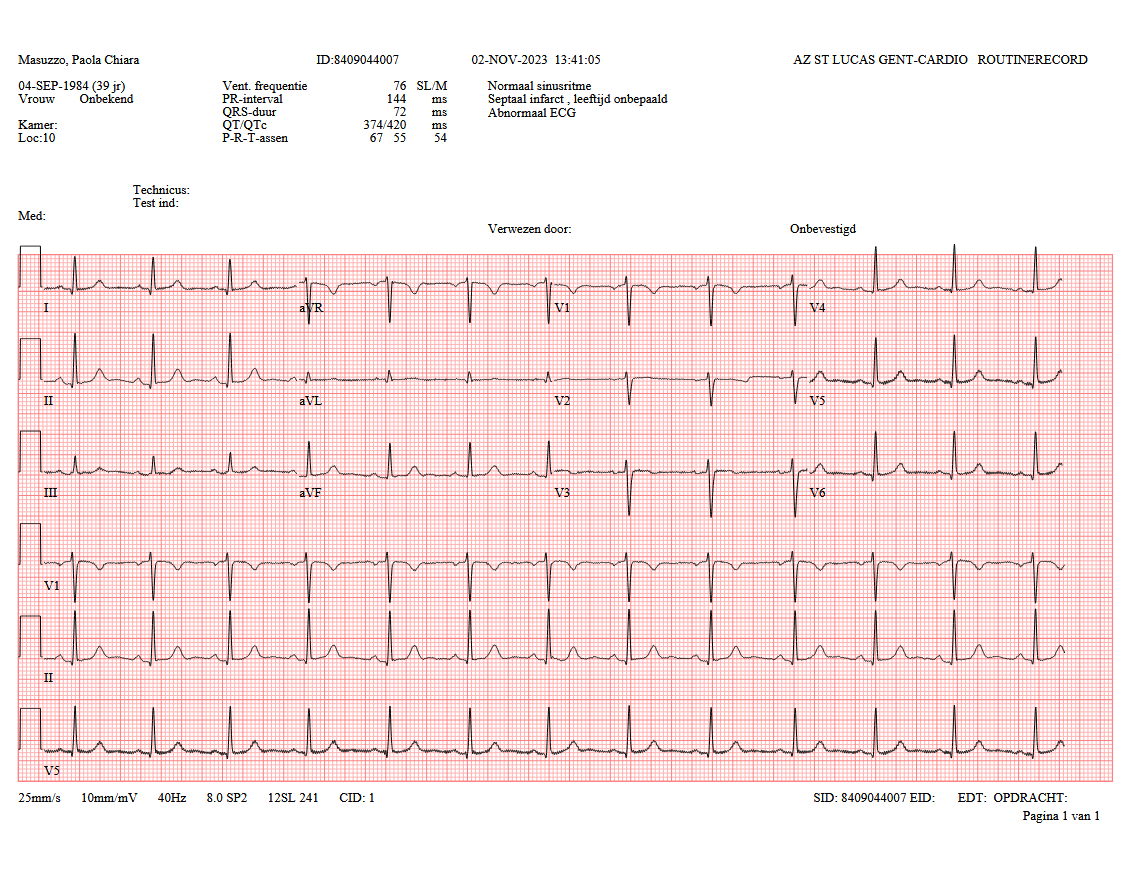 Masuzzo, Paola Chiara ID:8409044007 02-NOV-2023 13:41:05 AZ ST LUCAS GENT-CARDIO ROUTINERECORD
04-SEP-1984 (39 jr) Vent. frequentie 76 SL/M Normaal sinusritme
Vrouw Onbekend PR-interval 144 ms Septaal infarct , leeftijd onbepaald
QRS-duur 72 ms Abnormaal ECG
Kamer: QT/QTc 374/420 ms
Loc:10 P-R-T-assen 67 55 54
Technicus:
Test ind:
Med:
Verwezen door: Onbevestigd
I aVR V1 V4
II aVL V2 V5
III aVF V3 V6
V1
II
V5
25mm/s 10mm/mV 40Hz 8.0 SP2 12SL 241 CID: 1 SID: 8409044007 EID: EDT: OPDRACHT:
Pagina 1 van 1